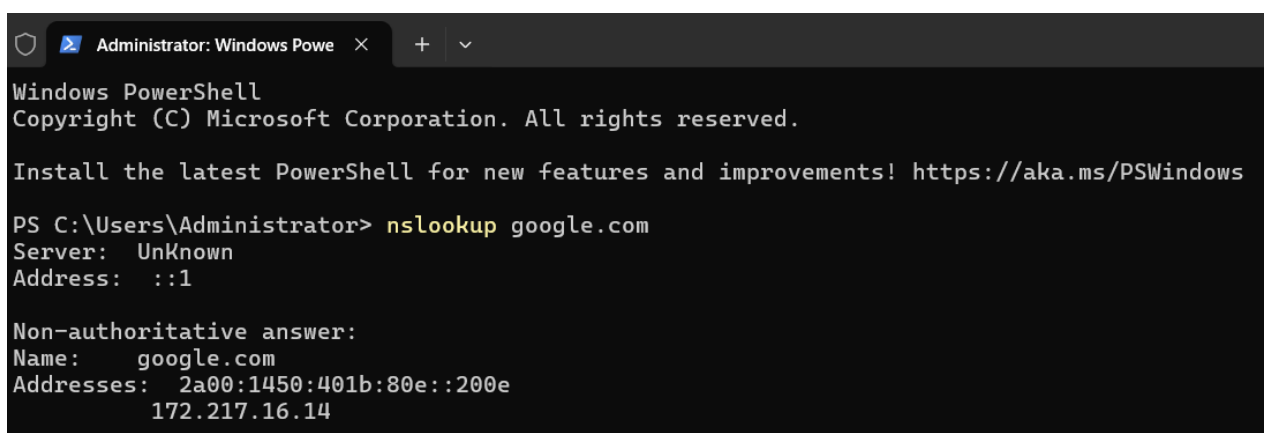 Administrator: Windows Powe
Windows PowerShell
Copyright (C) Microsoft Corporation. All rights reserved.
Install the latest PowerShell for new features and improvements! https://aka.ms/PSWindows
PS C:\Users\Administrator> nslookup google.com
Server:  UnKnown
Address:  ::1
Non-authoritative answer:
Name:    google.com
Addresses:  2a00:1450:401b:80e::200e
          172.217.16.14